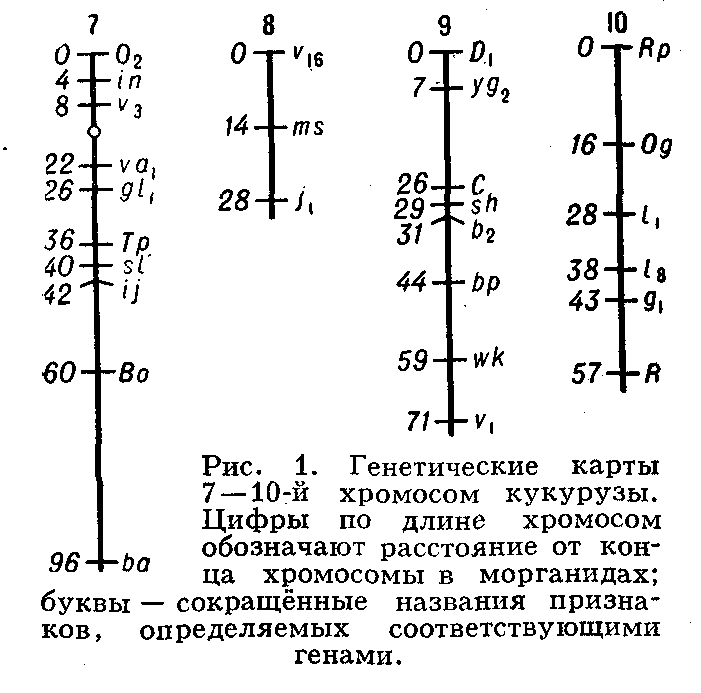 7
0 O₂
4 in
8 v₃
22 va₁
26 gl₁
36 Tp
40 sl
42 ij
60 Bo
96 ba
8
0 v₁₆
14 ms
28 j₁
9
0 D₁
7 yg₂
26 C
29 sh
31 b₂
44 bp
59 wk
71 v₁
10
0 Rp
16 Og
28 l₁
38 l₈
43 g₁
57 R
Рис. 1. Генетические карты
7—10-й хромосом кукурузы.
Цифры по длине хромосом
обозначают расстояние от кон-
ца хромосомы в морганидах;
буквы — сокращённые названия призна-
ков, определяемых соответствующими
генами.